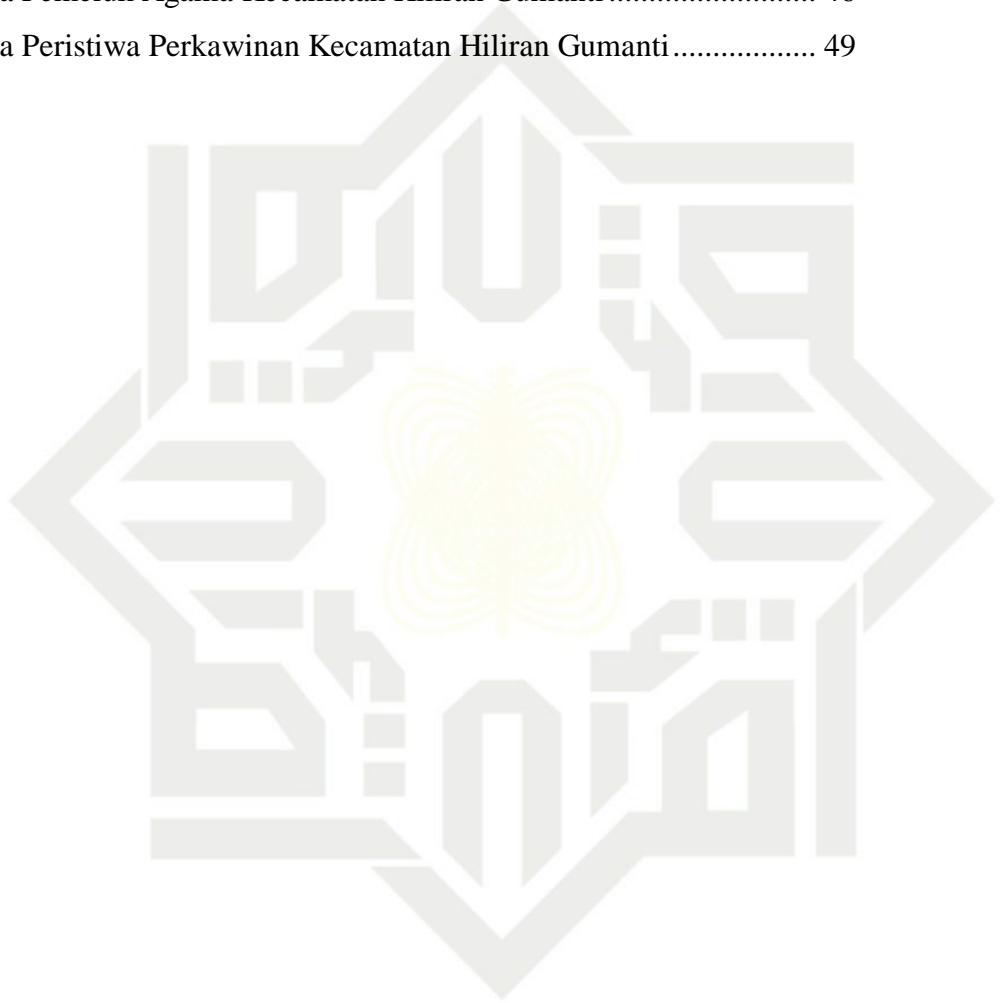 a Pemeluk Agama Kecamatan Hiliran Gumanti
a Peristiwa Perkawinan Kecamatan Hiliran Gumanti.................. 49